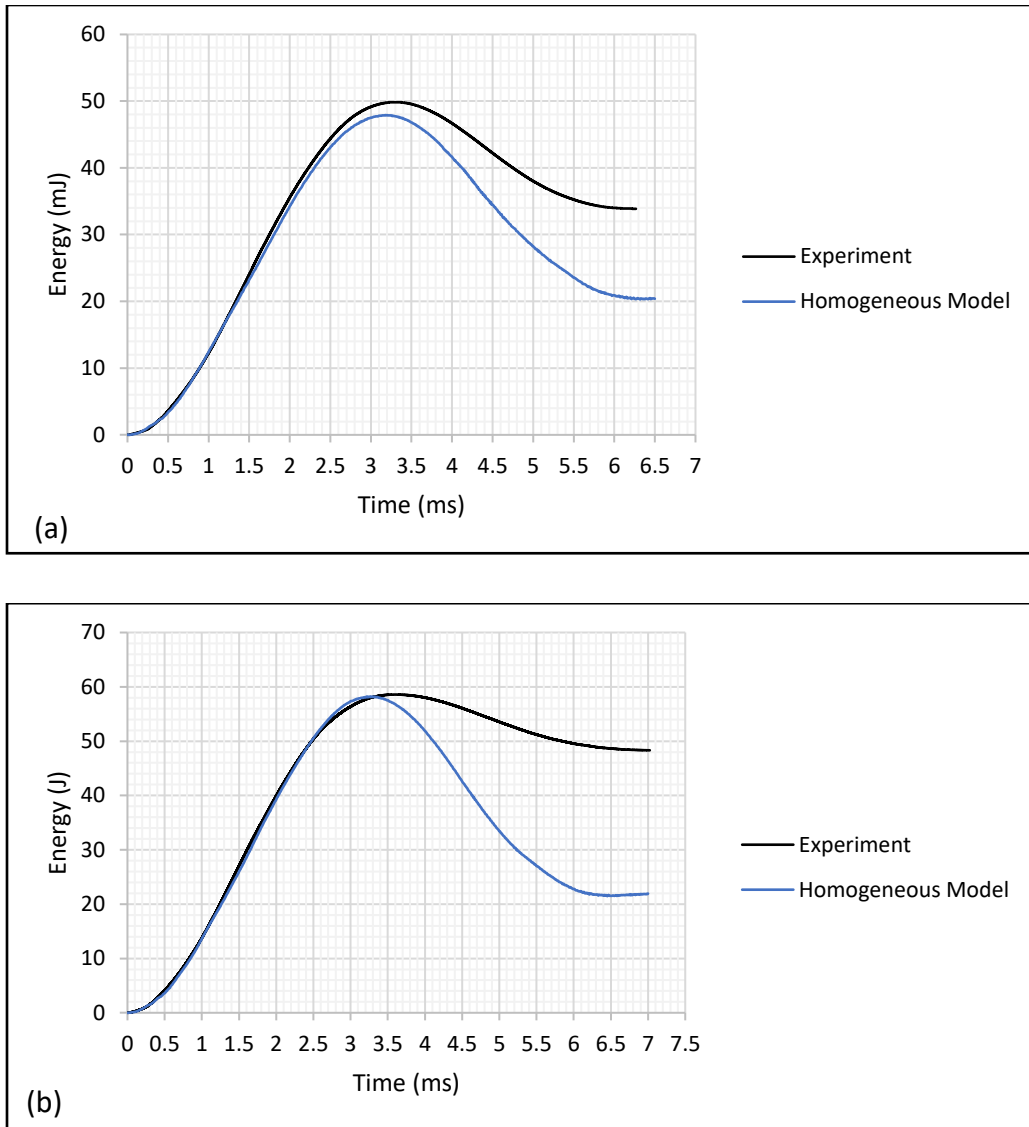 60
50
40
30
20
10
0
Energy (mJ)
0 0.5 1 1.5 2 2.5 3 3.5 4 4.5 5 5.5 6 6.5 7
Time (ms)
Experiment
Homogeneous Model
(a)
70
60
50
40
30
20
10
0
Energy (J)
0 0.5 1 1.5 2 2.5 3 3.5 4 4.5 5 5.5 6 6.5 7 7.5
Time (ms)
Experiment
Homogeneous Model
(b)